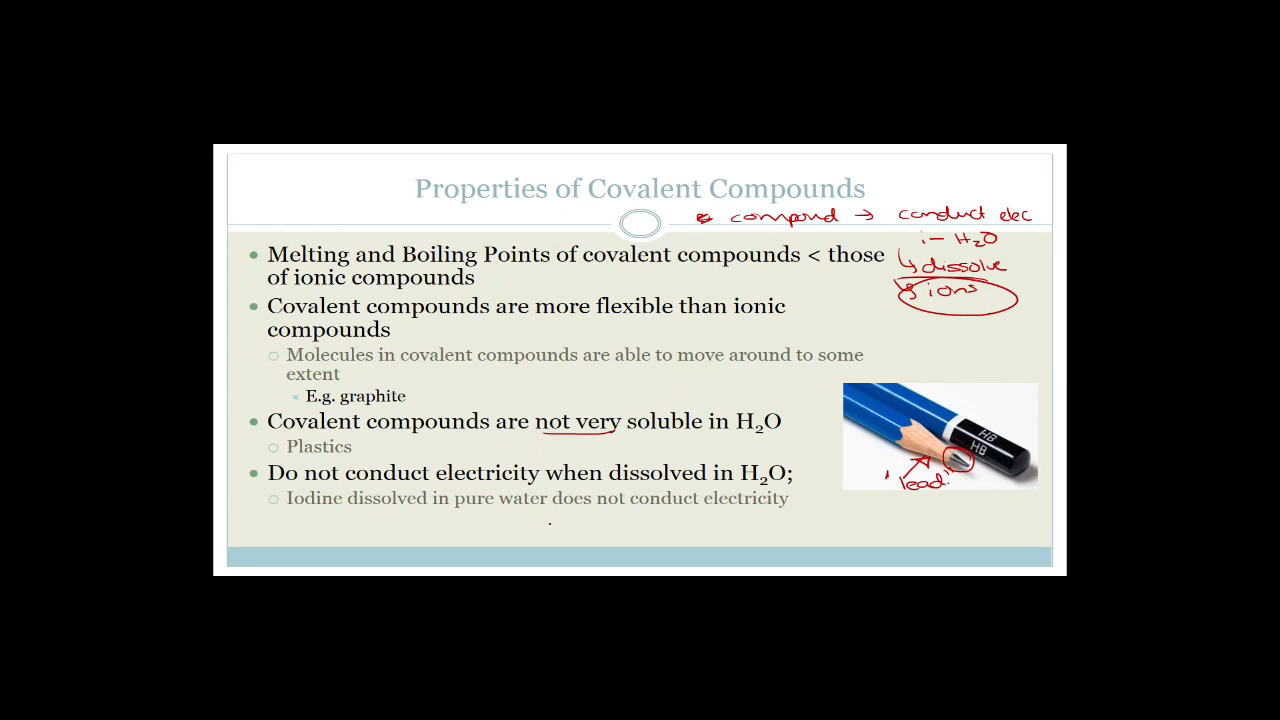 Properties of Covalent Compounds
compound → conduct elec
in H₂O
↳ dissolve
↳ ions
• Melting and Boiling Points of covalent compounds < those
of ionic compounds
• Covalent compounds are more flexible than ionic
compounds
○ Molecules in covalent compounds are able to move around to some
extent
E.g. graphite
• Covalent compounds are not very soluble in H₂O
○ Plastics
• Do not conduct electricity when dissolved in H₂O;
○ Iodine dissolved in pure water does not conduct electricity
HB
HB
"lead"